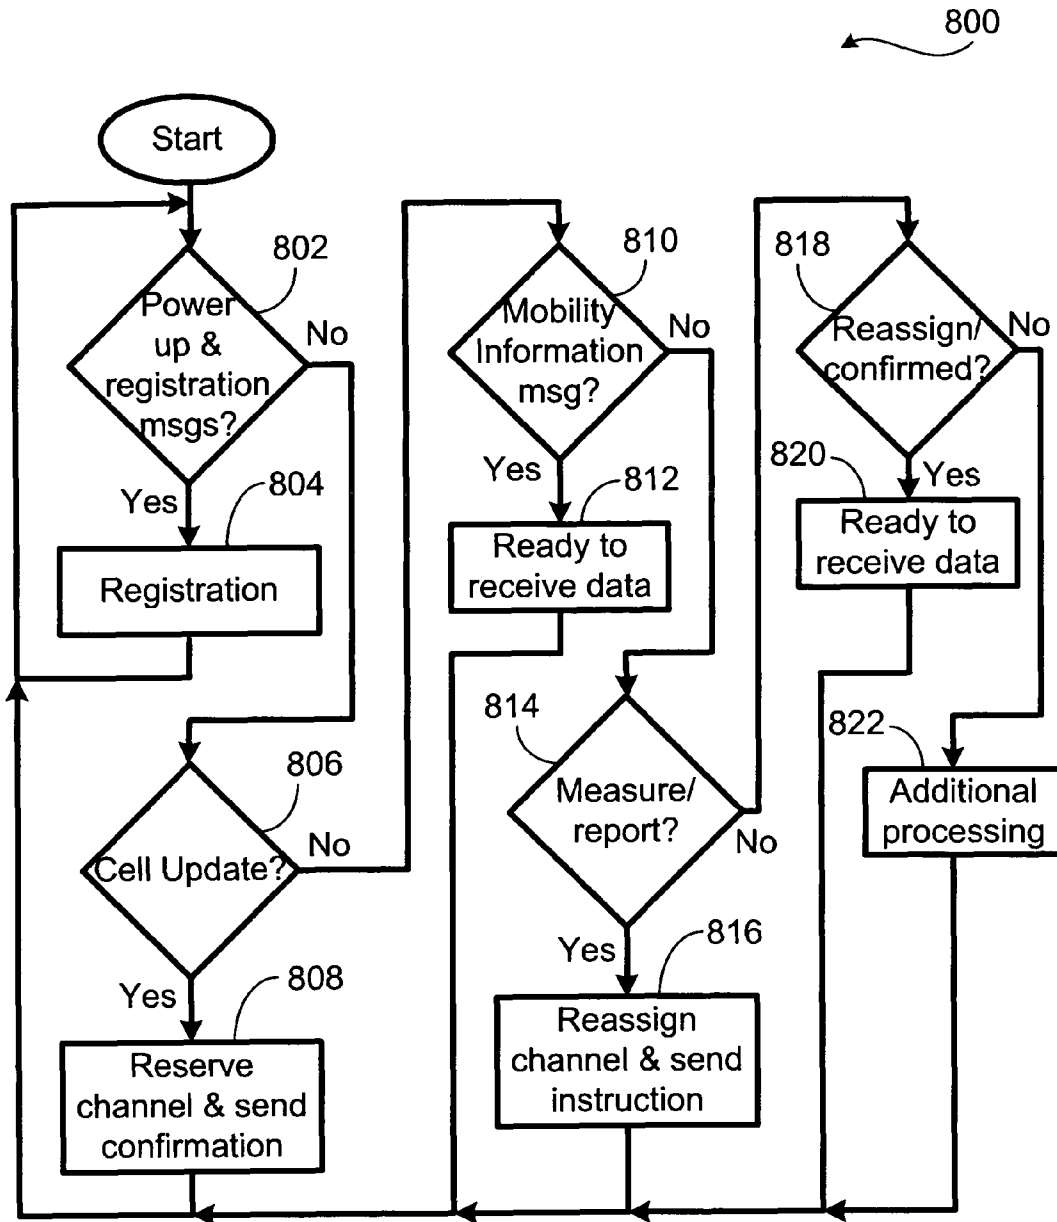 800
Start
802
Power
up &
registration
msgs?
No
Yes
804
Registration
806
Cell Update?
No
Yes
808
Reserve
channel & send
confirmation
810
Mobility
Information
msg?
No
Yes
812
Ready to
receive data
814
Measure/
report?
No
Yes
816
Reassign
channel & send
instruction
818
Reassign/
confirmed?
No
Yes
820
Ready to
receive data
822
Additional
processing